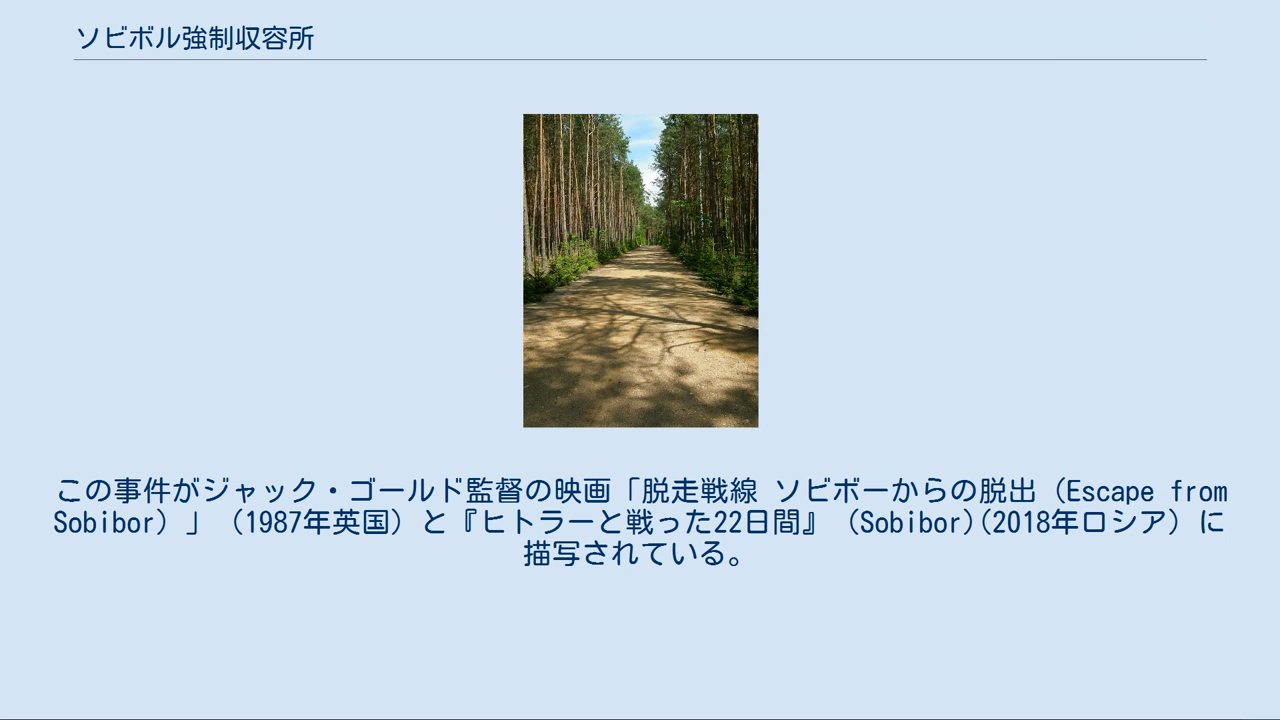 ソビボル強制収容所
この事件がジャック・ゴールド監督の映画「脱走戦線 ソビボーからの脱出（Escape from
Sobibor）」（1987年英国）と『ヒトラーと戦った22日間』（Sobibor)(2018年ロシア）に
描写されている。